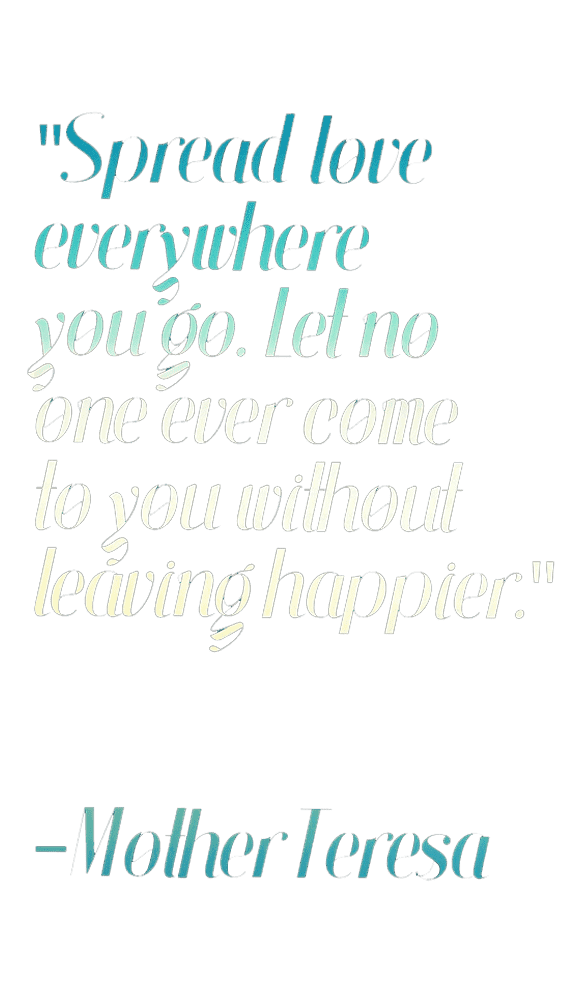 "Spread love
everywhere
you go. Let no
one ever come
to you without
leaving happier."
–Mother Teresa